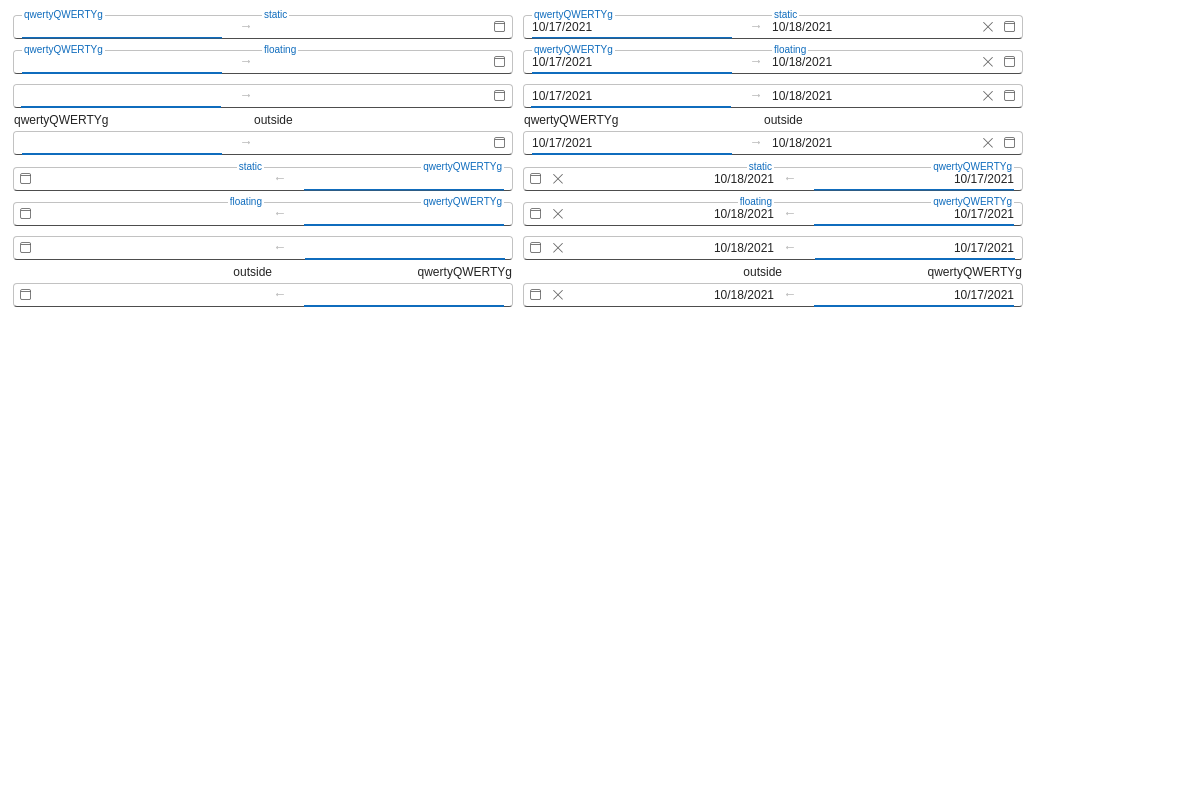 qwertyQWERTYg → static qwertyQWERTYg static
10/17/2021 → 10/18/2021
qwertyQWERTYg → floating qwertyQWERTYg floating
10/17/2021 → 10/18/2021
→ 10/17/2021 → 10/18/2021
qwertyQWERTYg outside qwertyQWERTYg outside
→ 10/17/2021 → 10/18/2021
static qwertyQWERTYg static qwertyQWERTYg
← 10/18/2021 ← 10/17/2021
floating qwertyQWERTYg floating qwertyQWERTYg
← 10/18/2021 ← 10/17/2021
← 10/18/2021 ← 10/17/2021
outside qwertyQWERTYg outside qwertyQWERTYg
← 10/18/2021 ← 10/17/2021